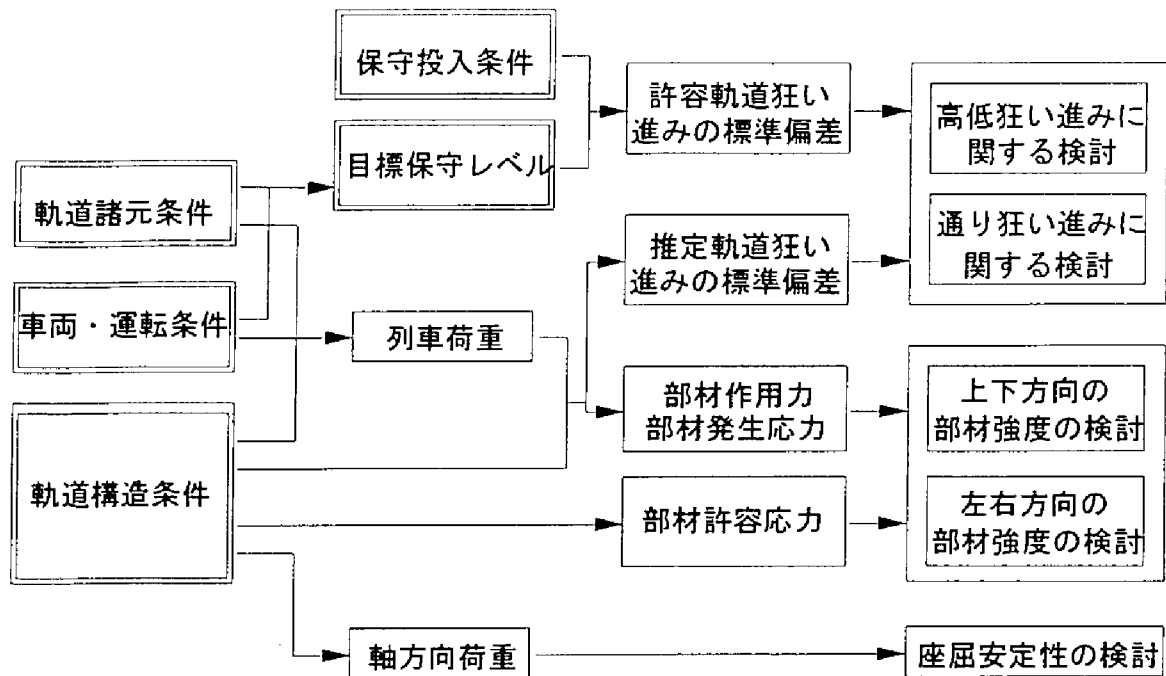 保守投入条件
目標保守レベル
軌道諸元条件
車両・運転条件
軌道構造条件
列車荷重
軸方向荷重
許容軌道狂い
進みの標準偏差
推定軌道狂い
進みの標準偏差
部材作用力
部材発生応力
部材許容応力
高低狂い進みに
関する検討
通り狂い進みに
関する検討
上下方向の
部材強度の検討
左右方向の
部材強度の検討
座屈安定性の検討